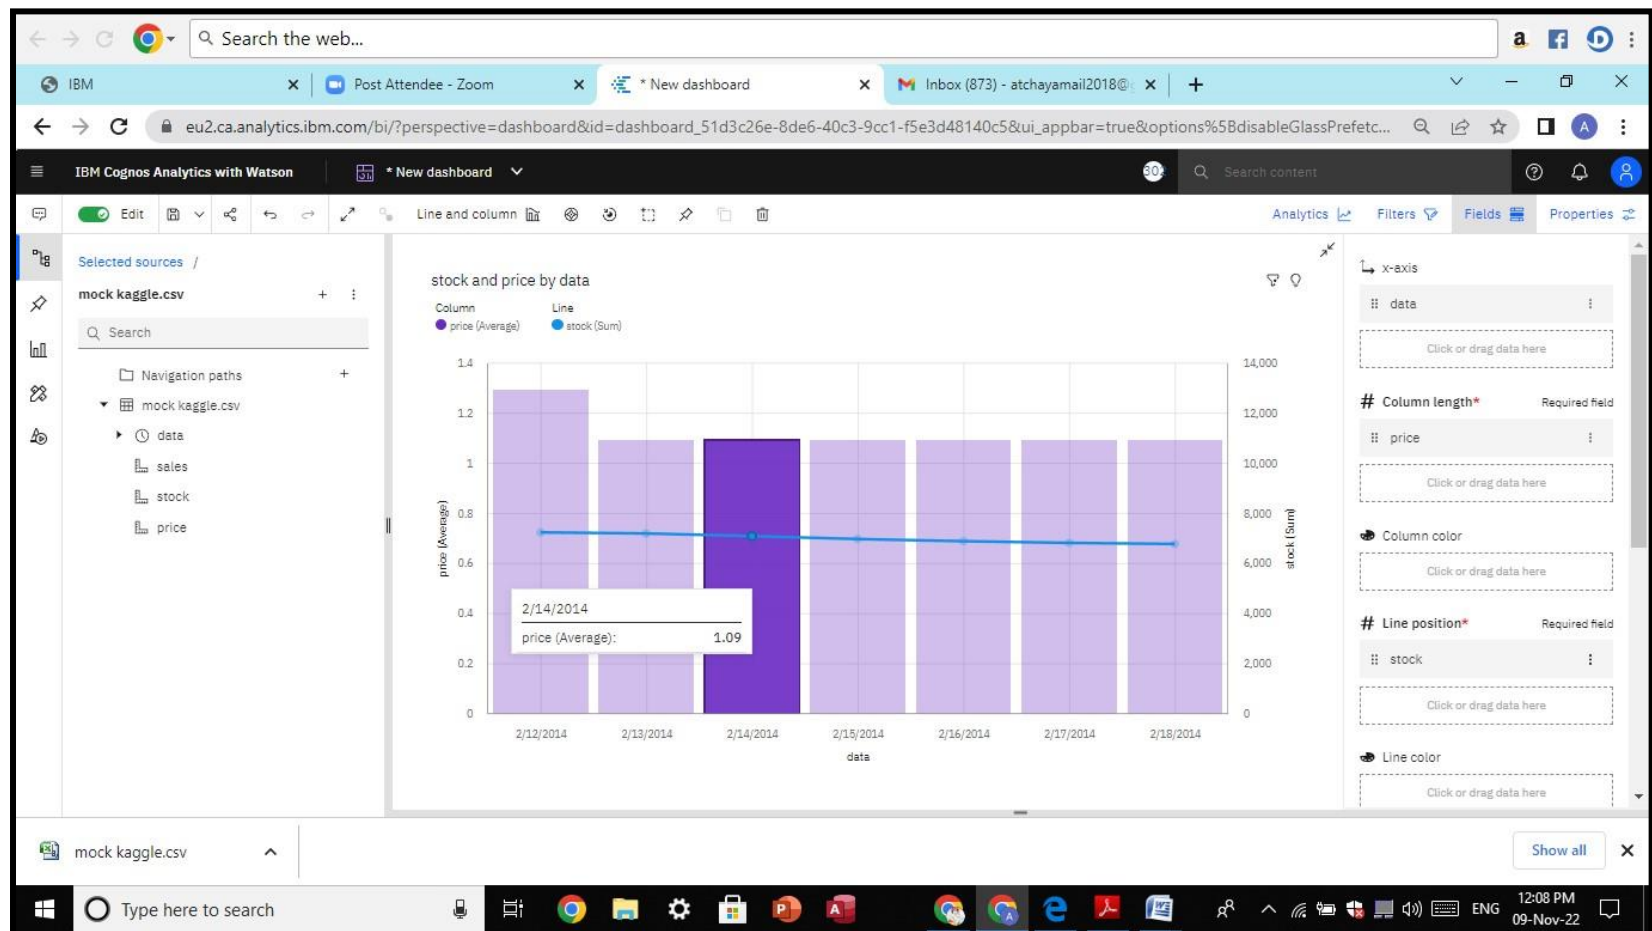 Search the web...
IBM
Post Attendee - Zoom
* New dashboard
Inbox (873) - atchayamail2018@
eu2.ca.analytics.ibm.com/bi/?perspective=dashboard&id=dashboard_51d3c26e-8de6-40c3-9cc1-f5e3d48140c5&ui_appbar=true&options%5BdisableGlassPrefetc...
A
IBM Cognos Analytics with Watson
* New dashboard
Search content
Edit
Line and column
Analytics
Filters
Fields
Properties
Selected sources /
mock kaggle.csv
Search
Navigation paths
mock kaggle.csv
data
sales
stock
price
stock and price by data
Column
Line
price (Average)
stock (Sum)
1.4
1.2
1
0.8
0.6
0.4
0.2
0
price (Average)
14,000
12,000
10,000
8,000
6,000
4,000
2,000
0
stock (Sum)
2/14/2014
price (Average): 1.09
2/12/2014
2/13/2014
2/14/2014
2/15/2014
2/16/2014
2/17/2014
2/18/2014
data
x-axis
data
Click or drag data here
# Column length* Required field
price
Click or drag data here
Column color
Click or drag data here
# Line position* Required field
stock
Click or drag data here
Line color
Click or drag data here
mock kaggle.csv
Show all
Type here to search
ENG
12:08 PM
09-Nov-22